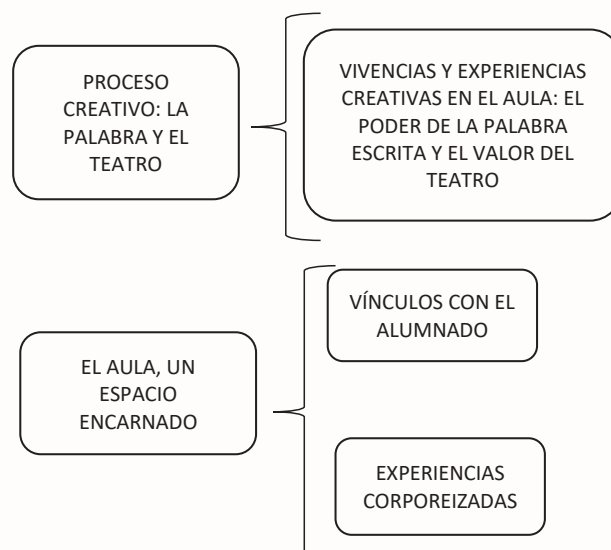 PROCESO
CREATIVO: LA
PALABRA Y EL
TEATRO
VIVENCIAS Y EXPERIENCIAS
CREATIVAS EN EL AULA: EL
PODER DE LA PALABRA
ESCRITA Y EL VALOR DEL
TEATRO
EL AULA, UN
ESPACIO
ENCARNADO
VÍNCULOS CON EL
ALUMNADO
EXPERIENCIAS
CORPOREIZADAS